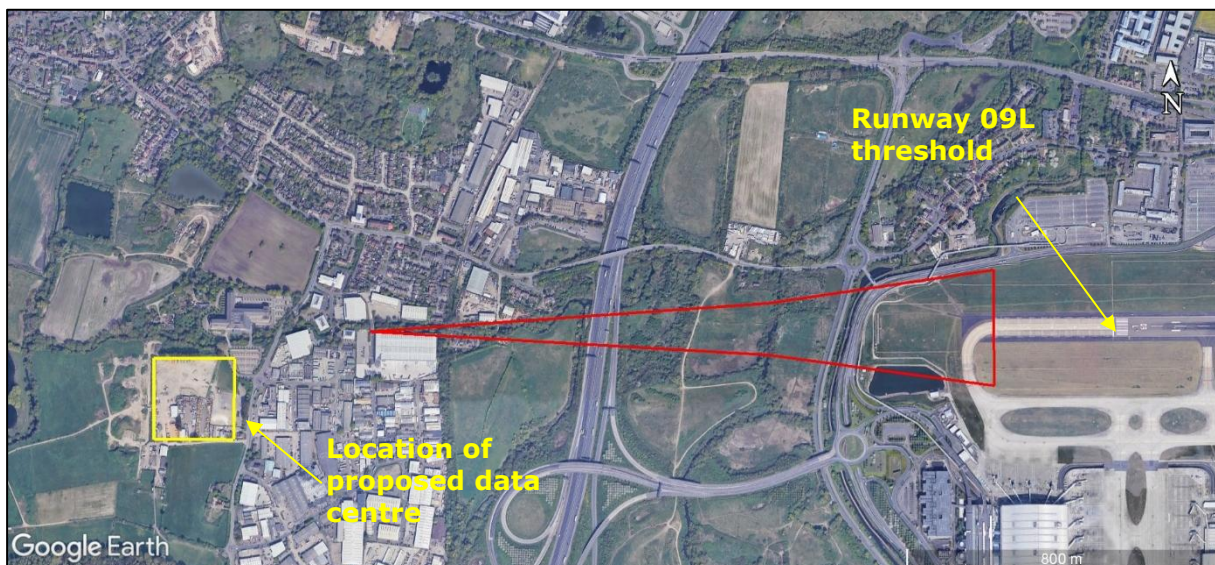 N
Runway 09L
threshold
Location of
proposed data
centre
Google Earth
800 m